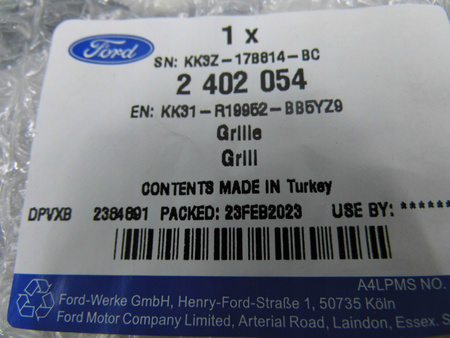 Ford
1 x
SN: KK3Z-17B814-BC
2 402 054
EN: KK31-R19952-BB5YZ9
Grille
Grill
CONTENTS MADE IN Turkey
DPVXB 2384891 PACKED: 23FEB2023 USE BY: ******
A4LPMS NO.
Ford-Werke GmbH, Henry-Ford-Straße 1, 50735 Köln
Ford Motor Company Limited, Arterial Road, Laindon, Essex.